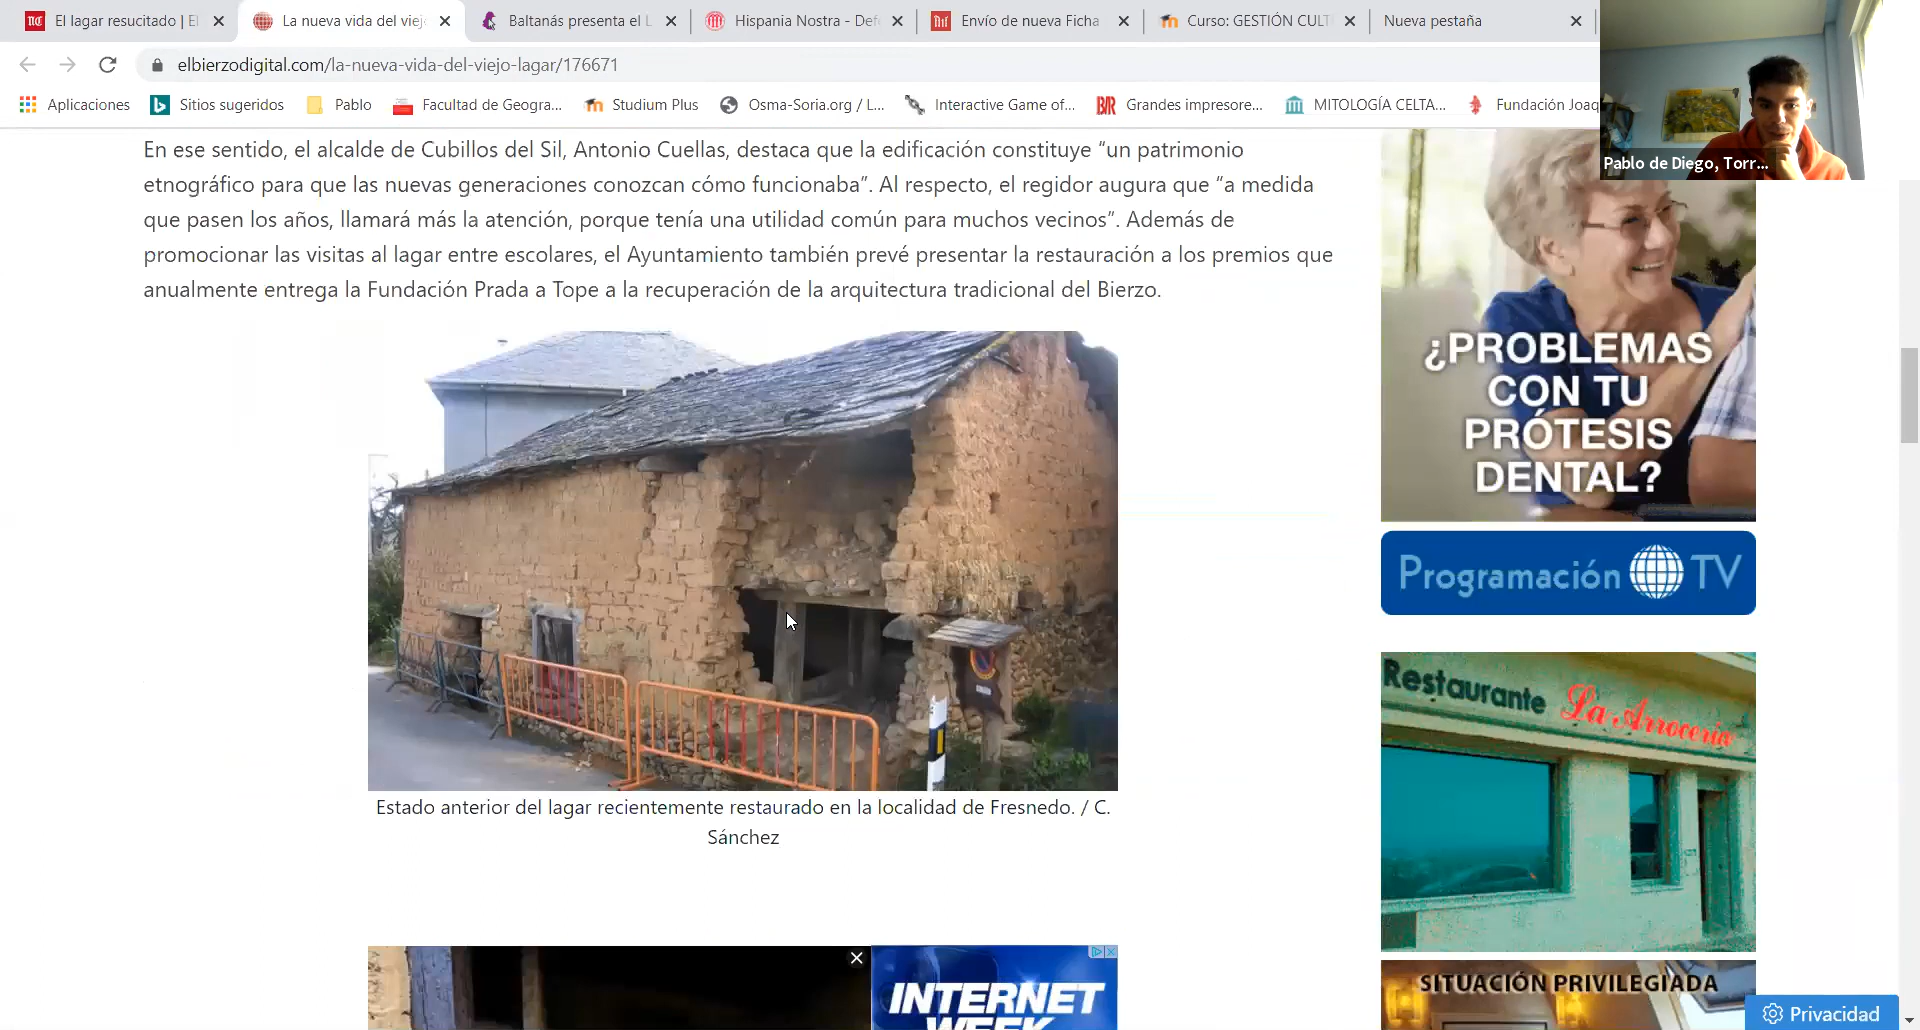 El lagar resucitado | El
La nueva vida del viejo
Baltanás presenta el L
Hispania Nostra - Def
Envío de nueva Ficha
Curso: GESTIÓN CULT
Nueva pestaña
elbierzodigital.com/la-nueva-vida-del-viejo-lagar/176671
Aplicaciones
Sitios sugeridos
Pablo
Facultad de Geogra...
Studium Plus
Osma-Soria.org / L...
Interactive Game of...
Grandes impresore...
MITOLOGÍA CELTA...
Fundación Joaq
Pablo de Diego, Torr...
En ese sentido, el alcalde de Cubillos del Sil, Antonio Cuellas, destaca que la edificación constituye “un patrimonio
etnográfico para que las nuevas generaciones conozcan cómo funcionaba”. Al respecto, el regidor augura que “a medida
que pasen los años, llamará más la atención, porque tenía una utilidad común para muchos vecinos”. Además de
promocionar las visitas al lagar entre escolares, el Ayuntamiento también prevé presentar la restauración a los premios que
anualmente entrega la Fundación Prada a Tope a la recuperación de la arquitectura tradicional del Bierzo.
Estado anterior del lagar recientemente restaurado en la localidad de Fresnedo. / C.
Sánchez
¿PROBLEMAS
CON TU
PRÓTESIS
DENTAL?
Programación TV
Restaurante La Arrocería
INTERNET
WEEK
SITUACIÓN PRIVILEGIADA
Privacidad